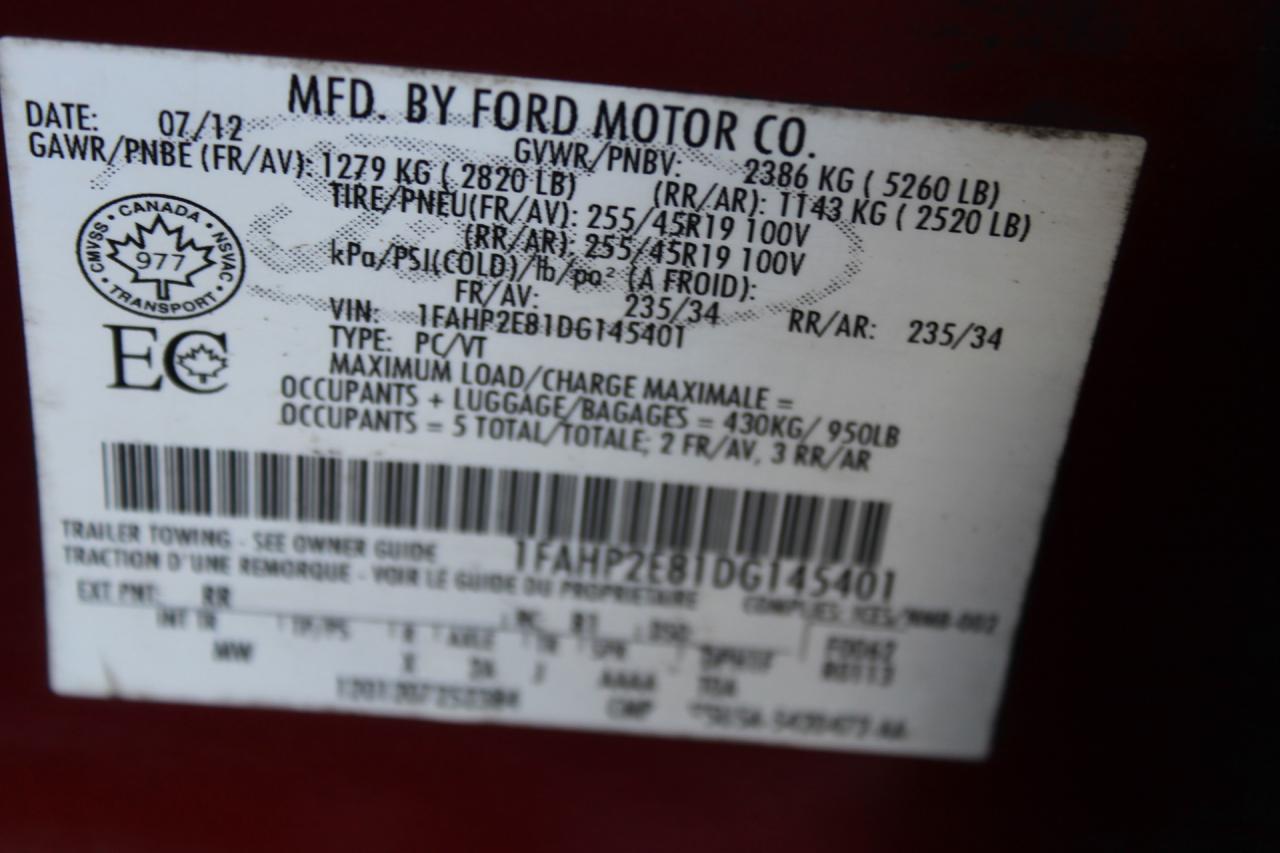 MFD. BY FORD MOTOR CO.
DATE: 07/12 GVWR/PNBV: 2386 KG ( 5260 LB)
GAWR/PNBE (FR/AV): 1279 KG ( 2820 LB) (RR/AR): 1143 KG ( 2520 LB)
TIRE/PNEU(FR/AV): 255/45R19 100V
(RR/AR): 255/45R19 100V
kPa/PSI(COLD)/lb/po² (A FROID):
FR/AV: 235/34 RR/AR: 235/34
VIN: 1FAHP2E81DG145401
TYPE: PC/VT
MAXIMUM LOAD/CHARGE MAXIMALE =
OCCUPANTS + LUGGAGE/BAGAGES = 430KG/ 950LB
OCCUPANTS = 5 TOTAL/TOTALE; 2 FR/AV, 3 RR/AR
CANADA
CMVSS · NSVAC
977
TRANSPORT
EC
TRAILER TOWING - SEE OWNER GUIDE
1FAHP2E81DG145401
TRACTION D'UNE REMORQUE - VOIR LE GUIDE DU PROPRIETAIRE
EXT PNT: RR
INT TR
MW